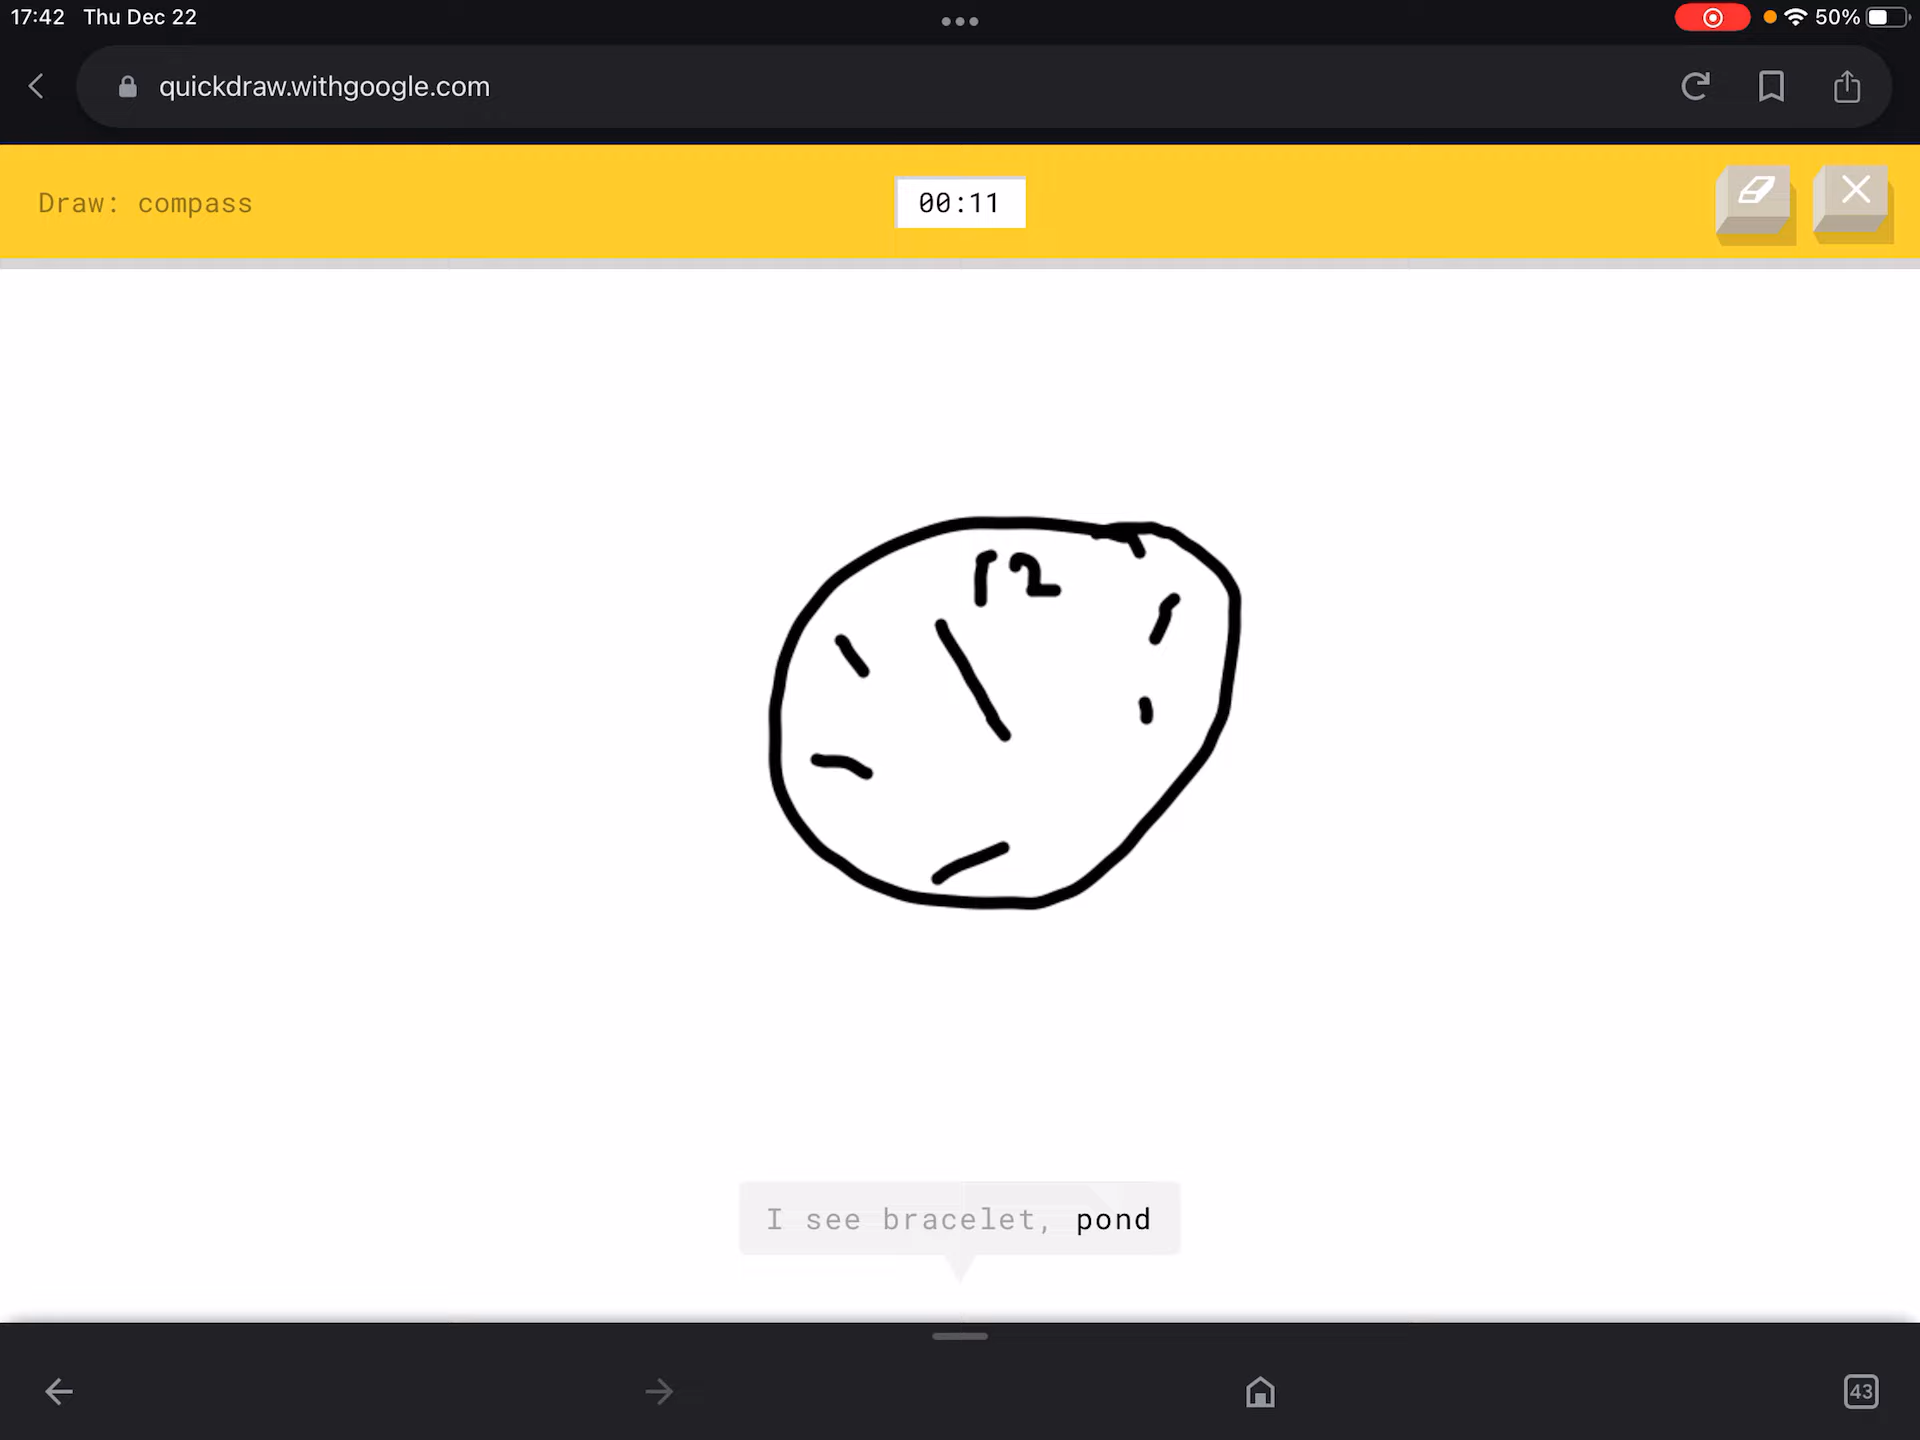 17:42 Thu Dec 22 50%
quickdraw.withgoogle.com
Draw: compass 00:11
12
I see bracelet, pond
43